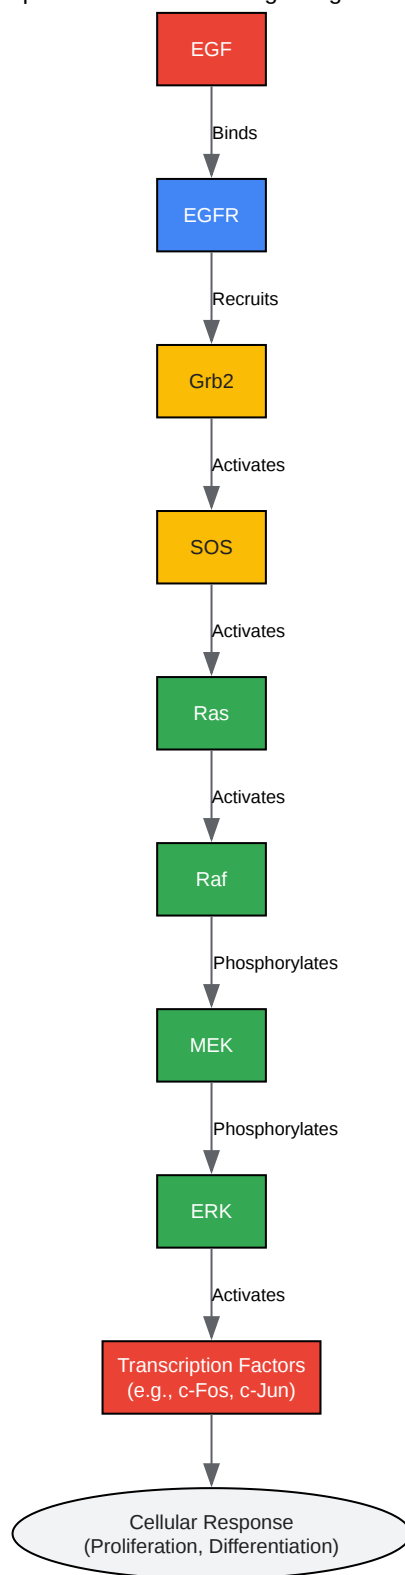 EGF
Binds
EGFR
Recruits
Grb2
Activates
SOS
Activates
Ras
Activates
Raf
Phosphorylates
MEK
Phosphorylates
ERK
Activates
Transcription Factors
(e.g., c-Fos, c-Jun)
Cellular Response
(Proliferation, Differentiation)